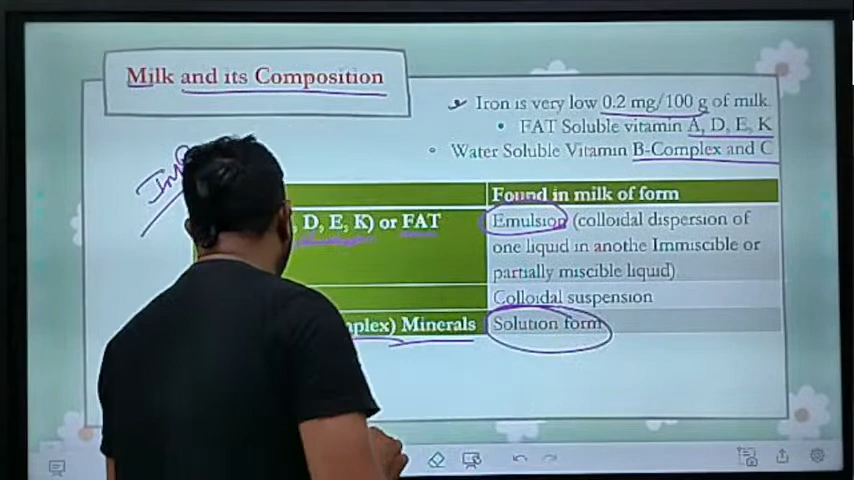 Milk and its Composition
Iron is very low 0.2 mg/100 g of milk.
• FAT Soluble vitamin A, D, E, K
• Water Soluble Vitamin B-Complex and C
Imp
Found in milk of form
, D, E, K) or FAT
Emulsion (colloidal dispersion of
one liquid in anothe Immiscible or
partially miscible liquid)
Colloidal suspension
plex) Minerals
Solution form